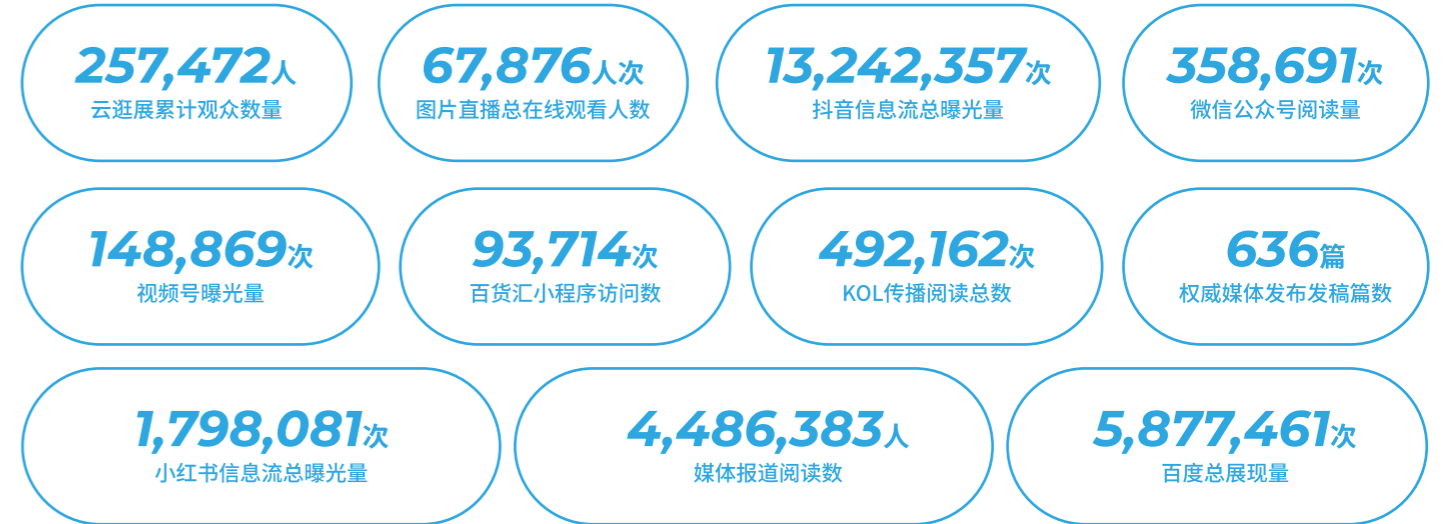 257,472人
云逛展累计观众数量
67,876人次
图片直播总在线观看人数
13,242,357次
抖音信息流总曝光量
358,691次
微信公众号阅读量
148,869次
视频号曝光量
93,714次
百货汇小程序访问数
492,162次
KOL传播阅读总数
636篇
权威媒体发布发稿篇数
1,798,081次
小红书信息流总曝光量
4,486,383人
媒体报道阅读数
5,877,461次
百度总展现量